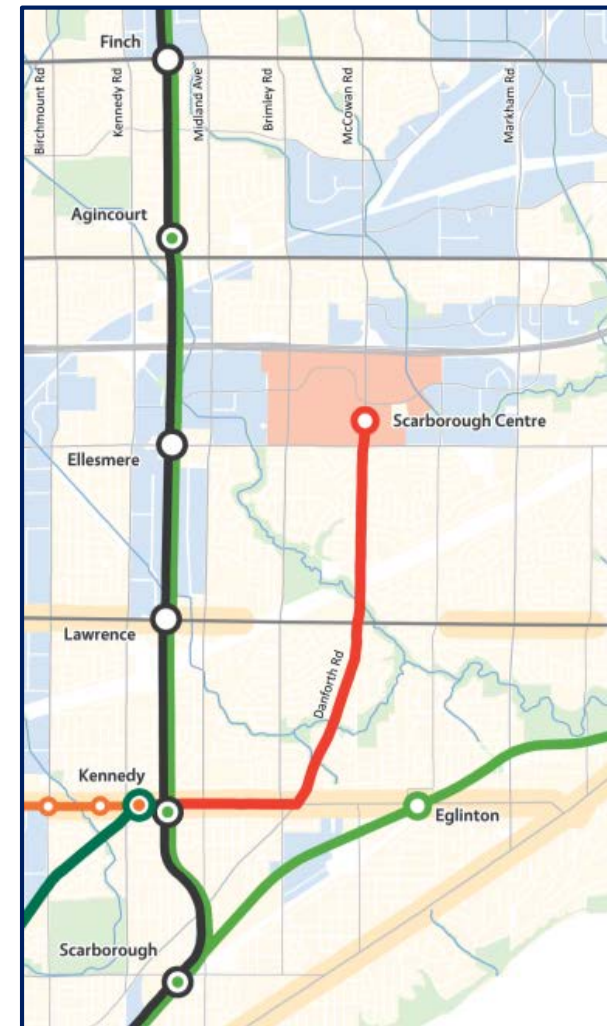 Finch
Birchmount Rd
Kennedy Rd
Midland Ave
Brimley Rd
McCowan Rd
Markham Rd
Agincourt
Scarborough Centre
Ellesmere
Lawrence
Danforth Rd
Kennedy
Eglinton
Scarborough